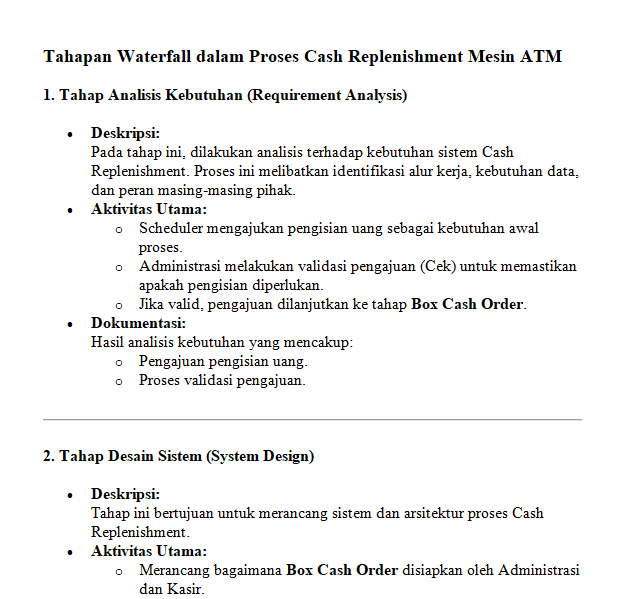 Tahapan Waterfall dalam Proses Cash Replenishment Mesin ATM
1. Tahap Analisis Kebutuhan (Requirement Analysis)
• Deskripsi:
Pada tahap ini, dilakukan analisis terhadap kebutuhan sistem Cash
Replenishment. Proses ini melibatkan identifikasi alur kerja, kebutuhan data,
dan peran masing-masing pihak.
• Aktivitas Utama:
o Scheduler mengajukan pengisian uang sebagai kebutuhan awal
proses.
o Administrasi melakukan validasi pengajuan (Cek) untuk memastikan
apakah pengisian diperlukan.
o Jika valid, pengajuan dilanjutkan ke tahap Box Cash Order.
• Dokumentasi:
Hasil analisis kebutuhan yang mencakup:
o Pengajuan pengisian uang.
o Proses validasi pengajuan.
2. Tahap Desain Sistem (System Design)
• Deskripsi:
Tahap ini bertujuan untuk merancang sistem dan arsitektur proses Cash
Replenishment.
• Aktivitas Utama:
o Merancang bagaimana Box Cash Order disiapkan oleh Administrasi
dan Kasir.